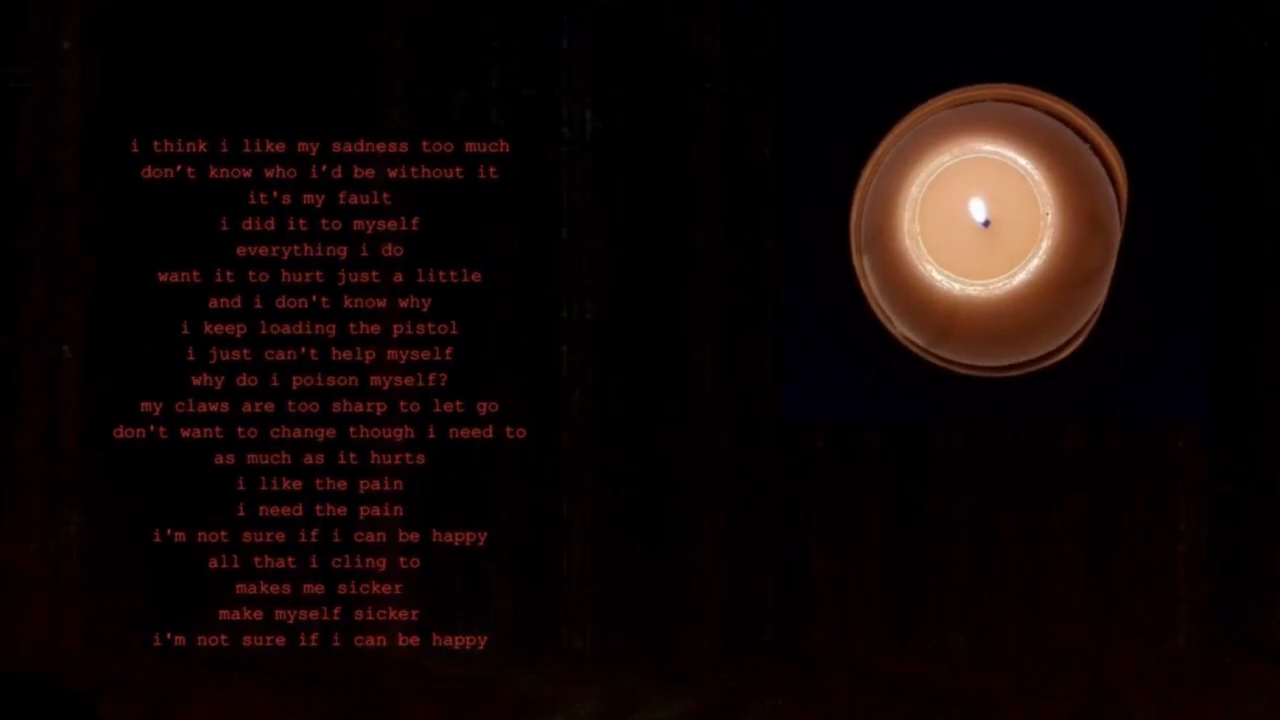 i think i like my sadness too much
don’t know who i’d be without it
it's my fault
i did it to myself
everything i do
want it to hurt just a little
and i don't know why
i keep loading the pistol
i just can't help myself
why do i poison myself?
my claws are too sharp to let go
don't want to change though i need to
as much as it hurts
i like the pain
i need the pain
i'm not sure if i can be happy
all that i cling to
makes me sicker
make myself sicker
i'm not sure if i can be happy